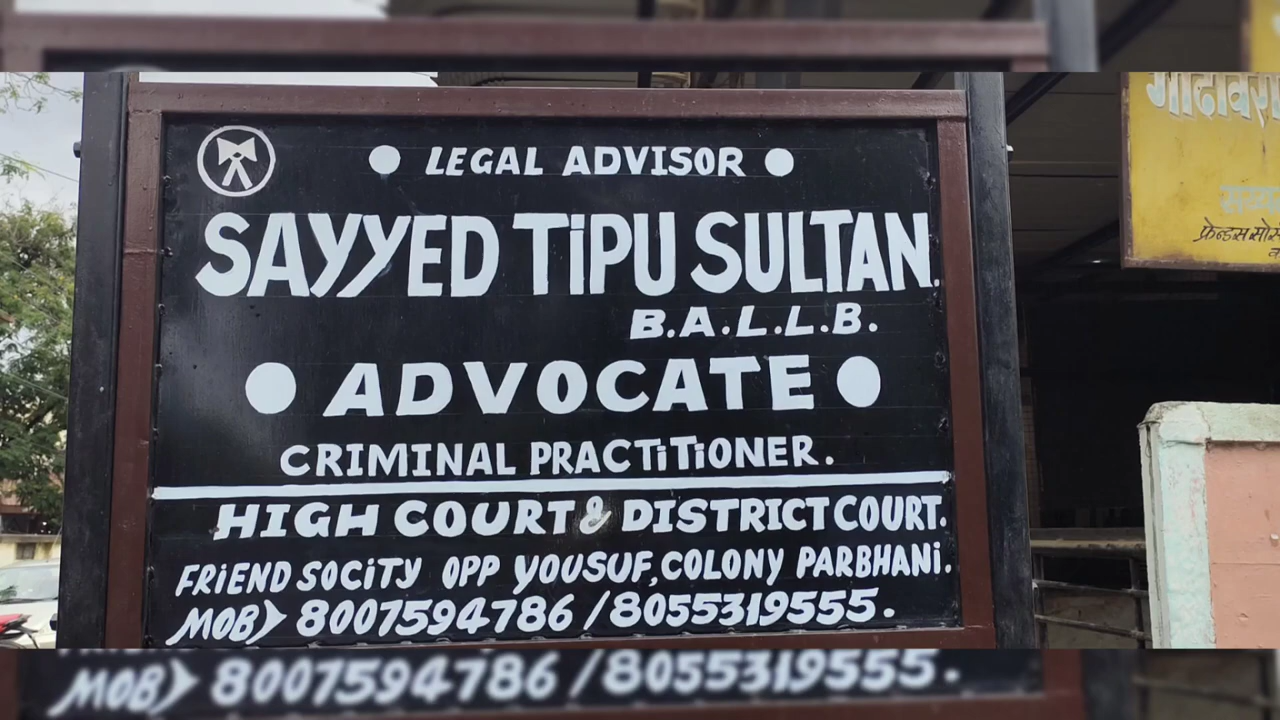 LEGAL ADVISOR
SAYYED TiPU SULTAN.
B.A.L.L.B.
ADVOCATE
CRIMINAL PRACTiTiONER.
HIGH COURT & DISTRICT COURT.
FRiEND SOCiTY OPP YOUSUF, COLONY PARBHANi.
MOB> 8007594786 / 8055319555.
MOB> 8007594786 / 8055319555.
फ्रेन्डस